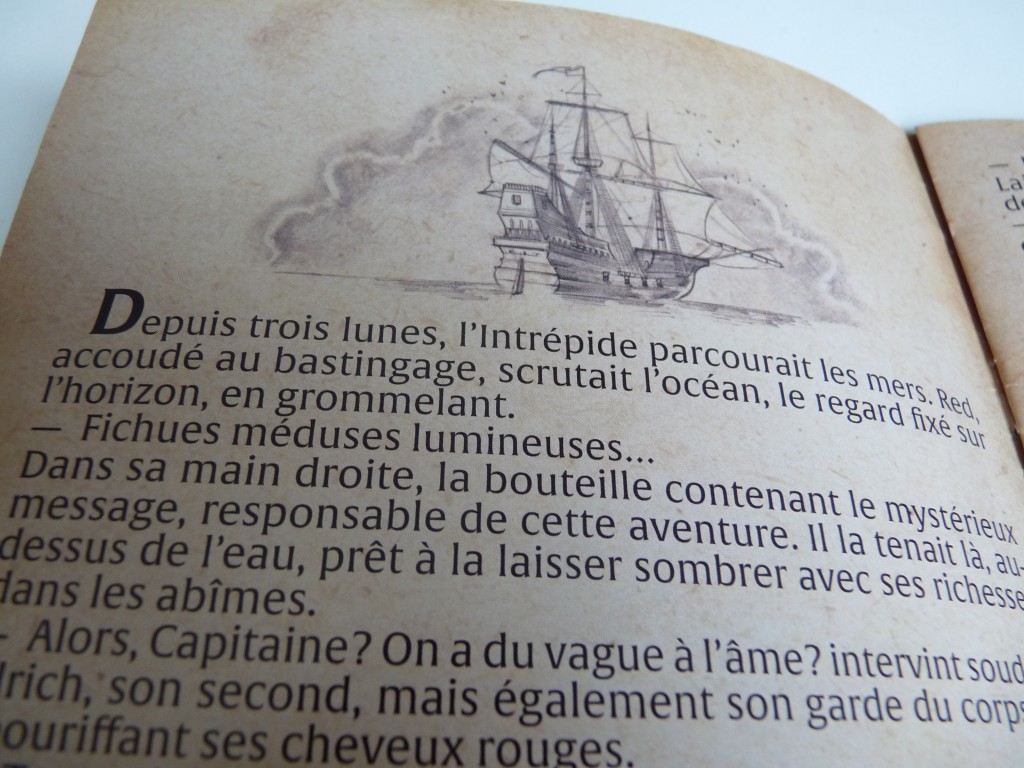 Depuis trois lunes, l'Intrépide parcourait les mers. Red,
accoudé au bastingage, scrutait l'océan, le regard fixé sur
l'horizon, en grommelant.
— Fichues méduses lumineuses...
Dans sa main droite, la bouteille contenant le mystérieux
message, responsable de cette aventure. Il la tenait là, au-
dessus de l'eau, prêt à la laisser sombrer avec ses richesse
dans les abîmes.
- Alors, Capitaine? On a du vague à l'âme? intervint soud
son second, mais également son garde du corps
ses cheveux rouges.
—
La
de